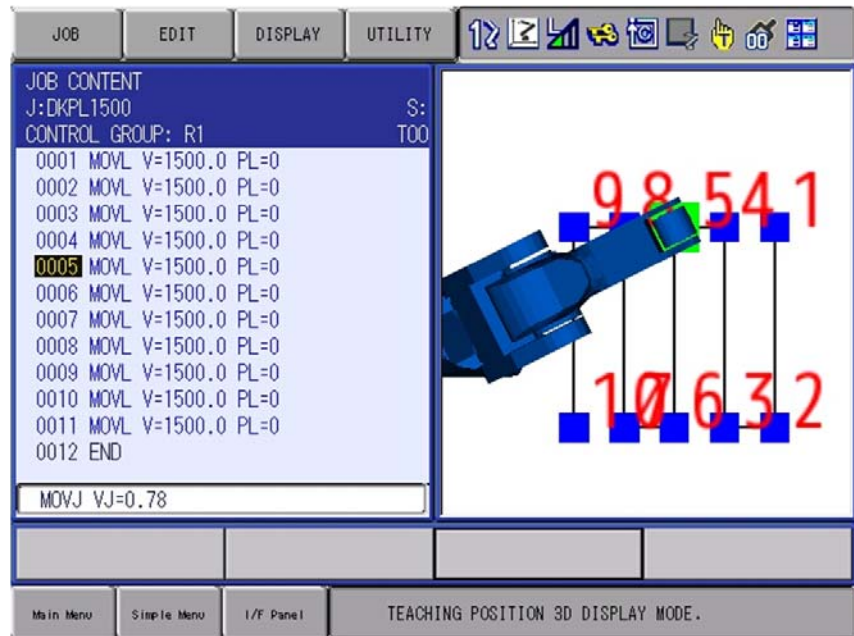 JOB EDIT DISPLAY UTILITY
JOB CONTENT
J:DKPL1500 S:
CONTROL GROUP: R1 TOO
0001 MOVL V=1500.0 PL=0
0002 MOVL V=1500.0 PL=0
0003 MOVL V=1500.0 PL=0
0004 MOVL V=1500.0 PL=0
0005 MOVL V=1500.0 PL=0
0006 MOVL V=1500.0 PL=0
0007 MOVL V=1500.0 PL=0
0008 MOVL V=1500.0 PL=0
0009 MOVL V=1500.0 PL=0
0010 MOVL V=1500.0 PL=0
0011 MOVL V=1500.0 PL=0
0012 END
MOVJ VJ=0.78
9 8 5 4 1
10 7 6 3 2
Main Menu Simple Menu I/F Panel TEACHING POSITION 3D DISPLAY MODE.